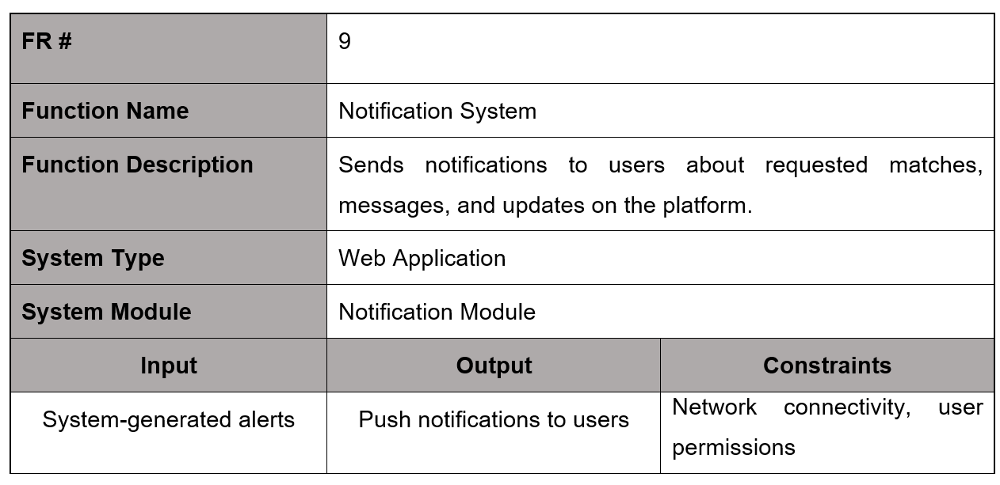 FR #
9
Function Name
Notification System
Function Description
Sends notifications to users about requested matches,
messages, and updates on the platform.
System Type
Web Application
System Module
Notification Module
Input
Output
Constraints
System-generated alerts
Push notifications to users
Network connectivity, user
permissions